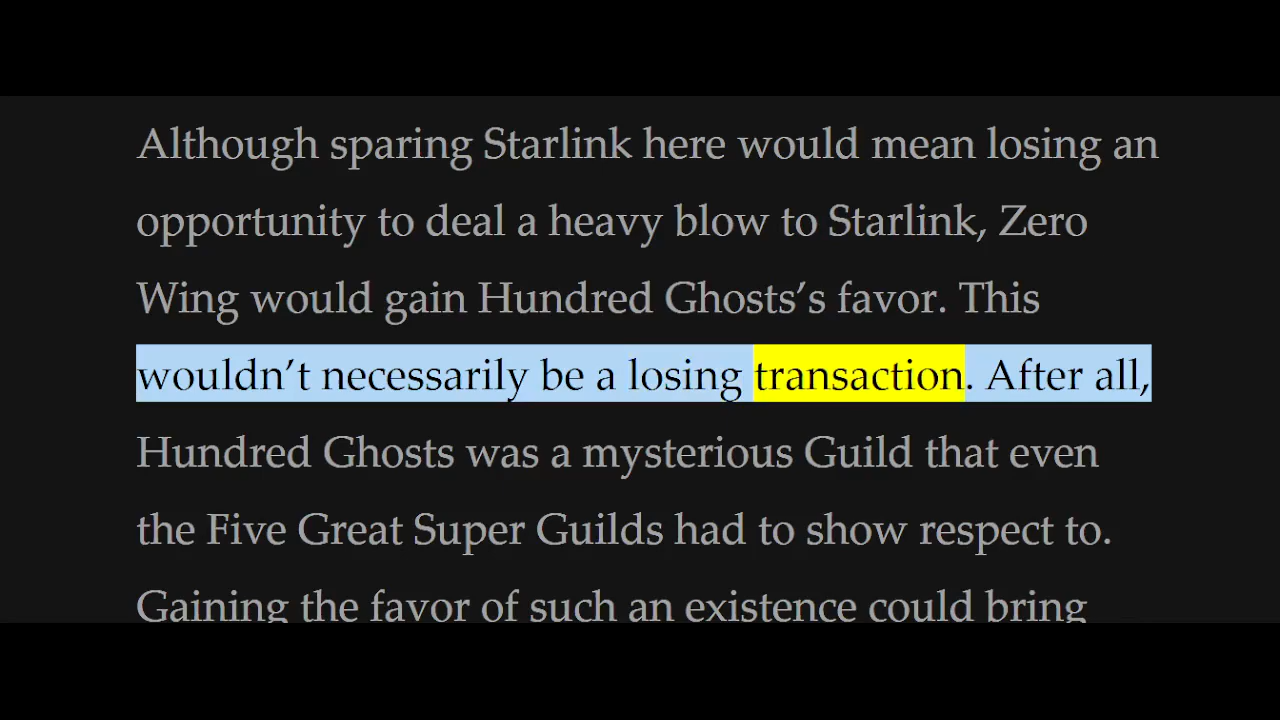 Although sparing Starlink here would mean losing an
opportunity to deal a heavy blow to Starlink, Zero
Wing would gain Hundred Ghosts’s favor. This
wouldn’t necessarily be a losing transaction. After all,
Hundred Ghosts was a mysterious Guild that even
the Five Great Super Guilds had to show respect to.
Gaining the favor of such an existence could bring